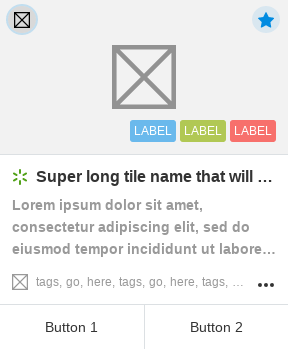 LABEL LABEL LABEL
Super long tile name that will …
Lorem ipsum dolor sit amet,
consectetur adipiscing elit, sed do
eiusmod tempor incididunt ut labore…
tags, go, here, tags, go, here, tags, …
Button 1 Button 2